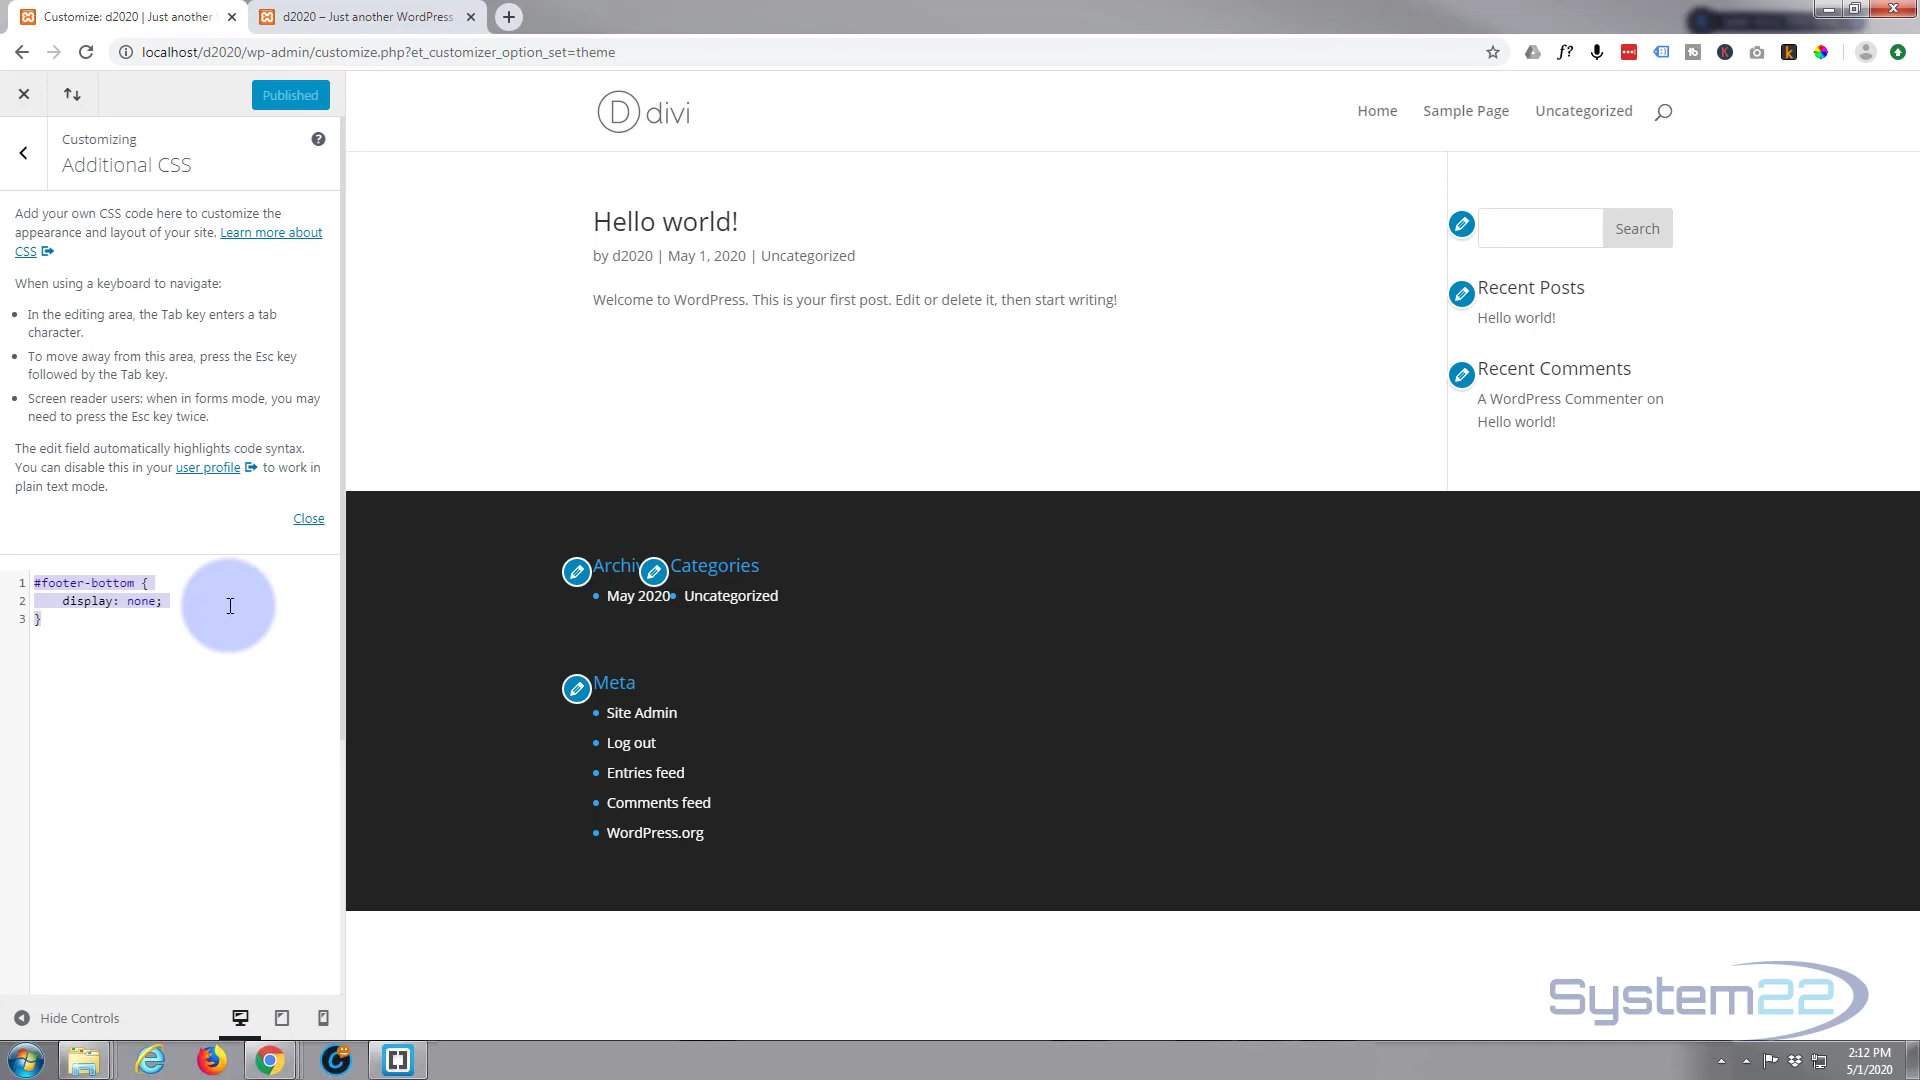 Customize: d2020 | Just another
d2020 – Just another WordPress
localhost/d2020/wp-admin/customize.php?et_customizer_option_set=theme
Published
Customizing
Additional CSS
Add your own CSS code here to customize the
appearance and layout of your site. Learn more about
CSS
When using a keyboard to navigate:
In the editing area, the Tab key enters a tab
character.
To move away from this area, press the Esc key
followed by the Tab key.
Screen reader users: when in forms mode, you may
need to press the Esc key twice.
The edit field automatically highlights code syntax.
You can disable this in your user profile to work in
plain text mode.
Close
1 #footer-bottom {
2 display: none;
3 }
Hide Controls
D divi
Home Sample Page Uncategorized
Hello world!
by d2020 | May 1, 2020 | Uncategorized
Welcome to WordPress. This is your first post. Edit or delete it, then start writing!
Search
Recent Posts
Hello world!
Recent Comments
A WordPress Commenter on
Hello world!
Archiv Categories
May 2020 Uncategorized
Meta
Site Admin
Log out
Entries feed
Comments feed
WordPress.org
System22
2:12 PM
5/1/2020